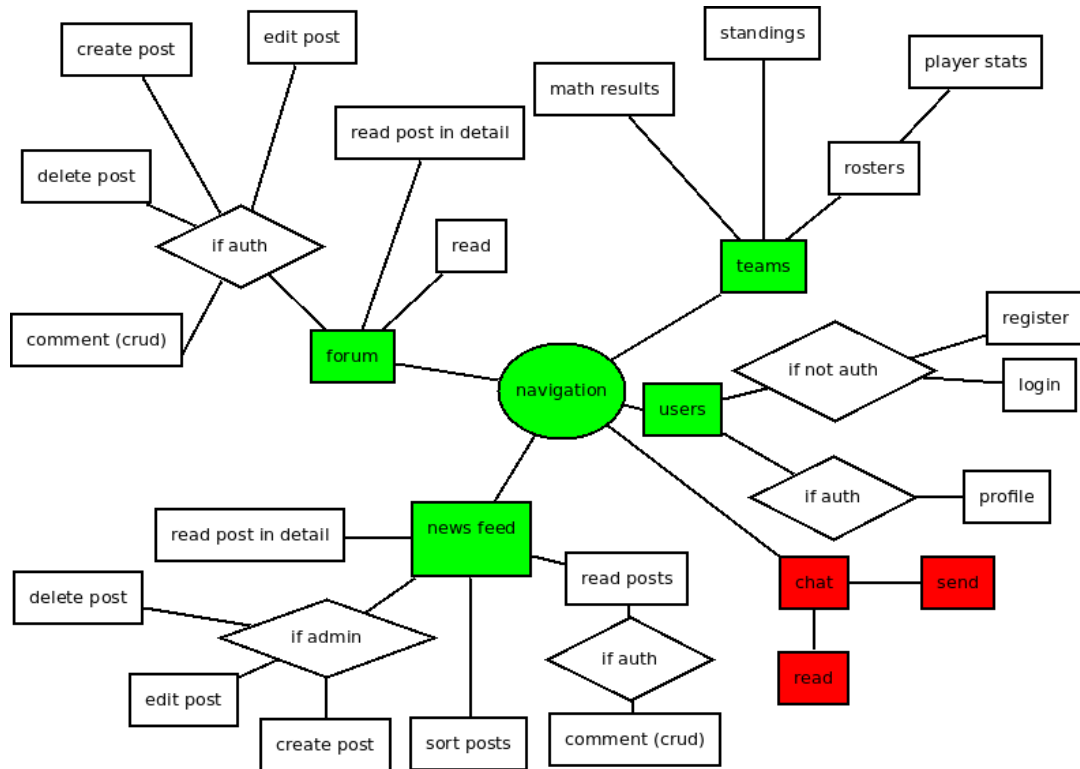 standings
edit post
create post
player stats
math results
read post in detail
rosters
delete post
read
if auth
teams
register
comment (crud)
forum
if not auth
login
navigation
users
if auth
profile
news feed
read post in detail
read posts
chat
send
delete post
if admin
if auth
read
edit post
comment (crud)
create post
sort posts